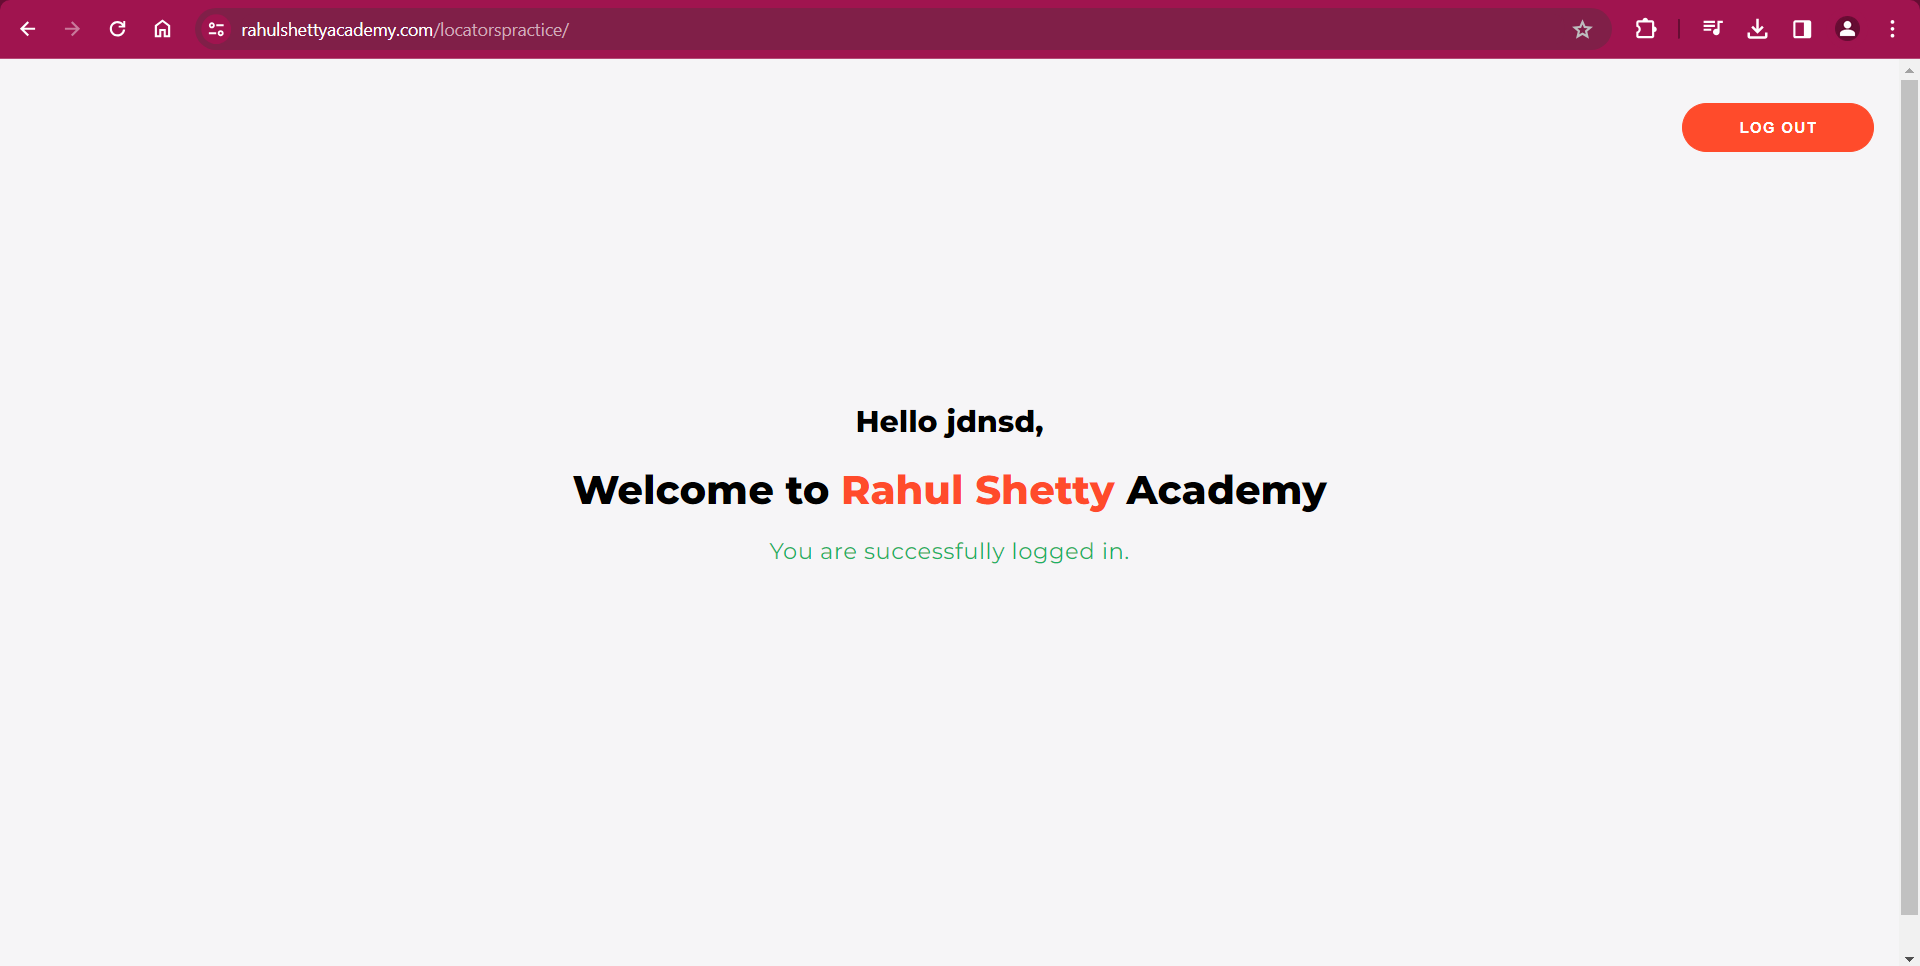 rahulshettyacademy.com/locatorspractice/
LOG OUT
Hello jdnsd,
Welcome to Rahul Shetty Academy
You are successfully logged in.